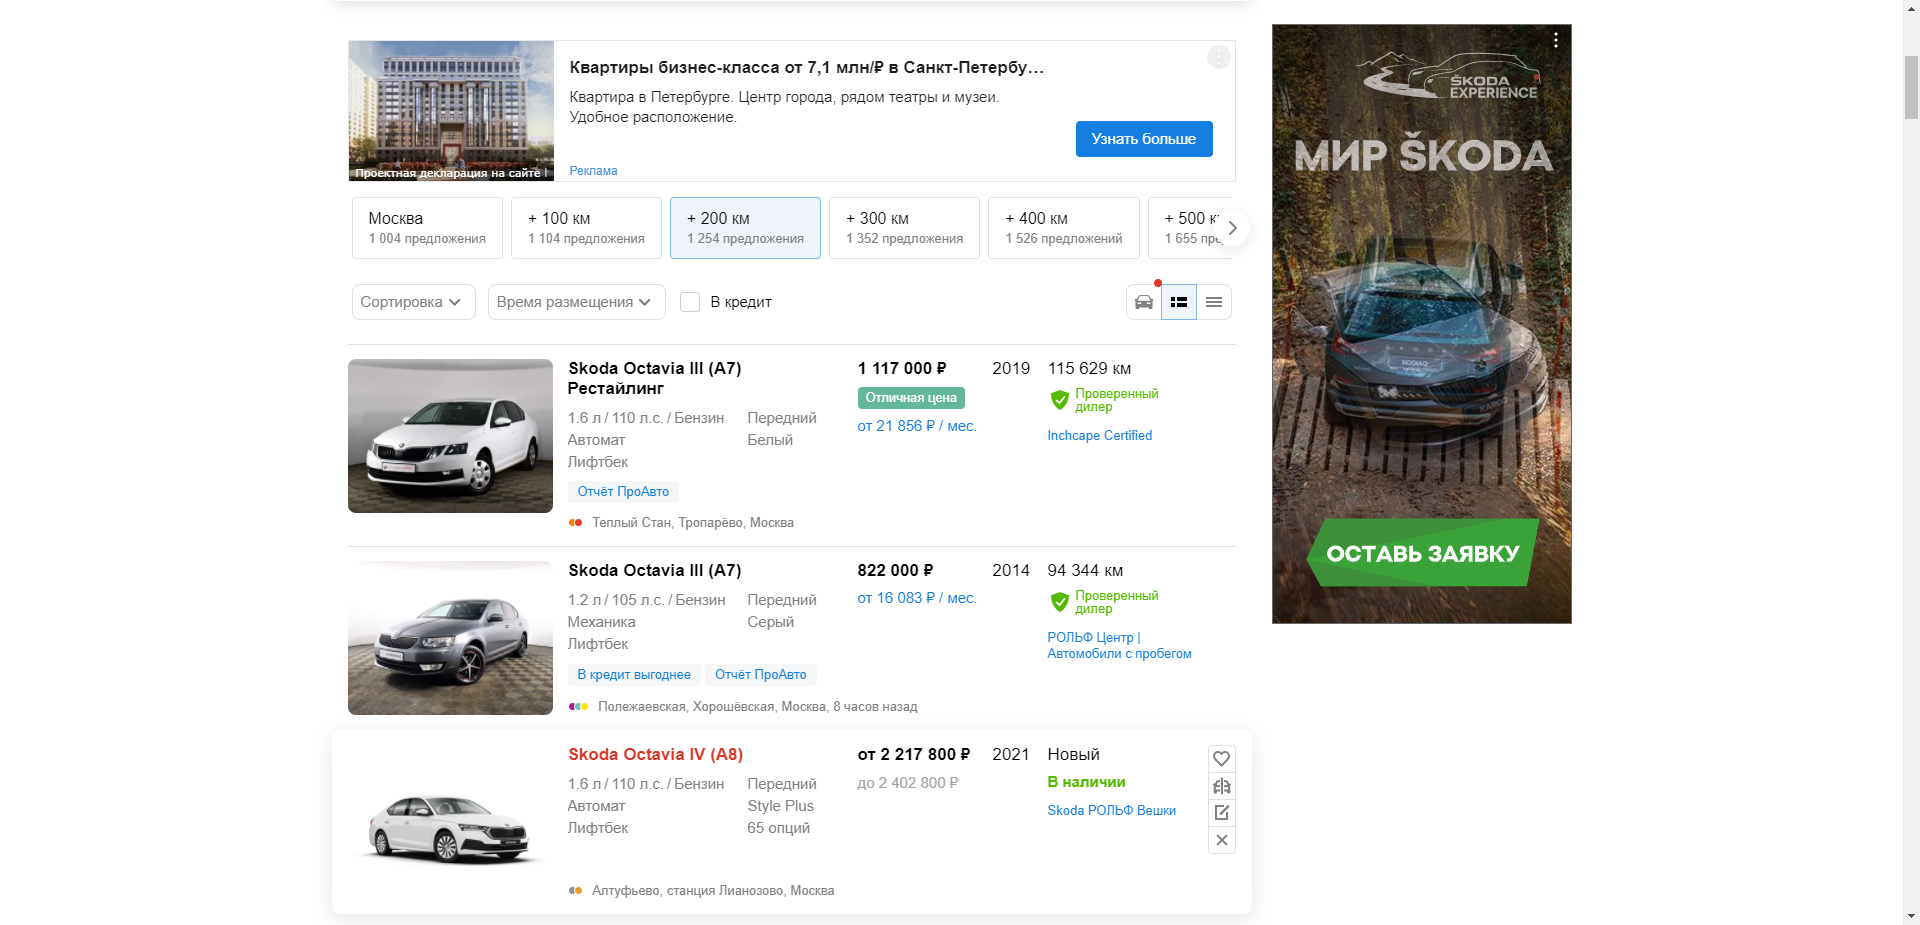 Квартиры бизнес-класса от 7,1 млн/₽ в Санкт-Петербу...
Квартира в Петербурге. Центр города, рядом театры и музеи.
Удобное расположение.
Узнать больше
Проектная декларация на сайте
Реклама
Москва
1 004 предложения
+ 100 км
1 104 предложения
+ 200 км
1 254 предложения
+ 300 км
1 352 предложения
+ 400 км
1 526 предложений
+ 500
1 655
Сортировка
Время размещения
В кредит
Skoda Octavia III (A7)
Рестайлинг
1.6 л / 110 л.с. / Бензин
Автомат
Лифтбек
Передний
Белый
1 117 000 ₽
Отличная цена
от 21 856 ₽ / мес.
2019
115 629 км
Проверенный
дилер
Inchcape Certified
Отчёт ПроАвто
Теплый Стан, Тропарёво, Москва
Skoda Octavia III (A7)
1.2 л / 105 л.с. / Бензин
Механика
Лифтбек
Передний
Серый
822 000 ₽
от 16 083 ₽ / мес.
2014
94 344 км
Проверенный
дилер
РОЛЬФ Центр |
Автомобили с пробегом
В кредит выгоднее
Отчёт ПроАвто
Полежаевская, Хорошёвская, Москва, 8 часов назад
Skoda Octavia IV (A8)
1.6 л / 110 л.с. / Бензин
Автомат
Лифтбек
Передний
Style Plus
65 опций
от 2 217 800 ₽
до 2 402 800 ₽
2021
Новый
В наличии
Skoda РОЛЬФ Вешки
Алтуфьево, станция Лианозово, Москва
ŠKODA
EXPERIENCE
МИР ŠKODA
ОСТАВЬ ЗАЯВКУ